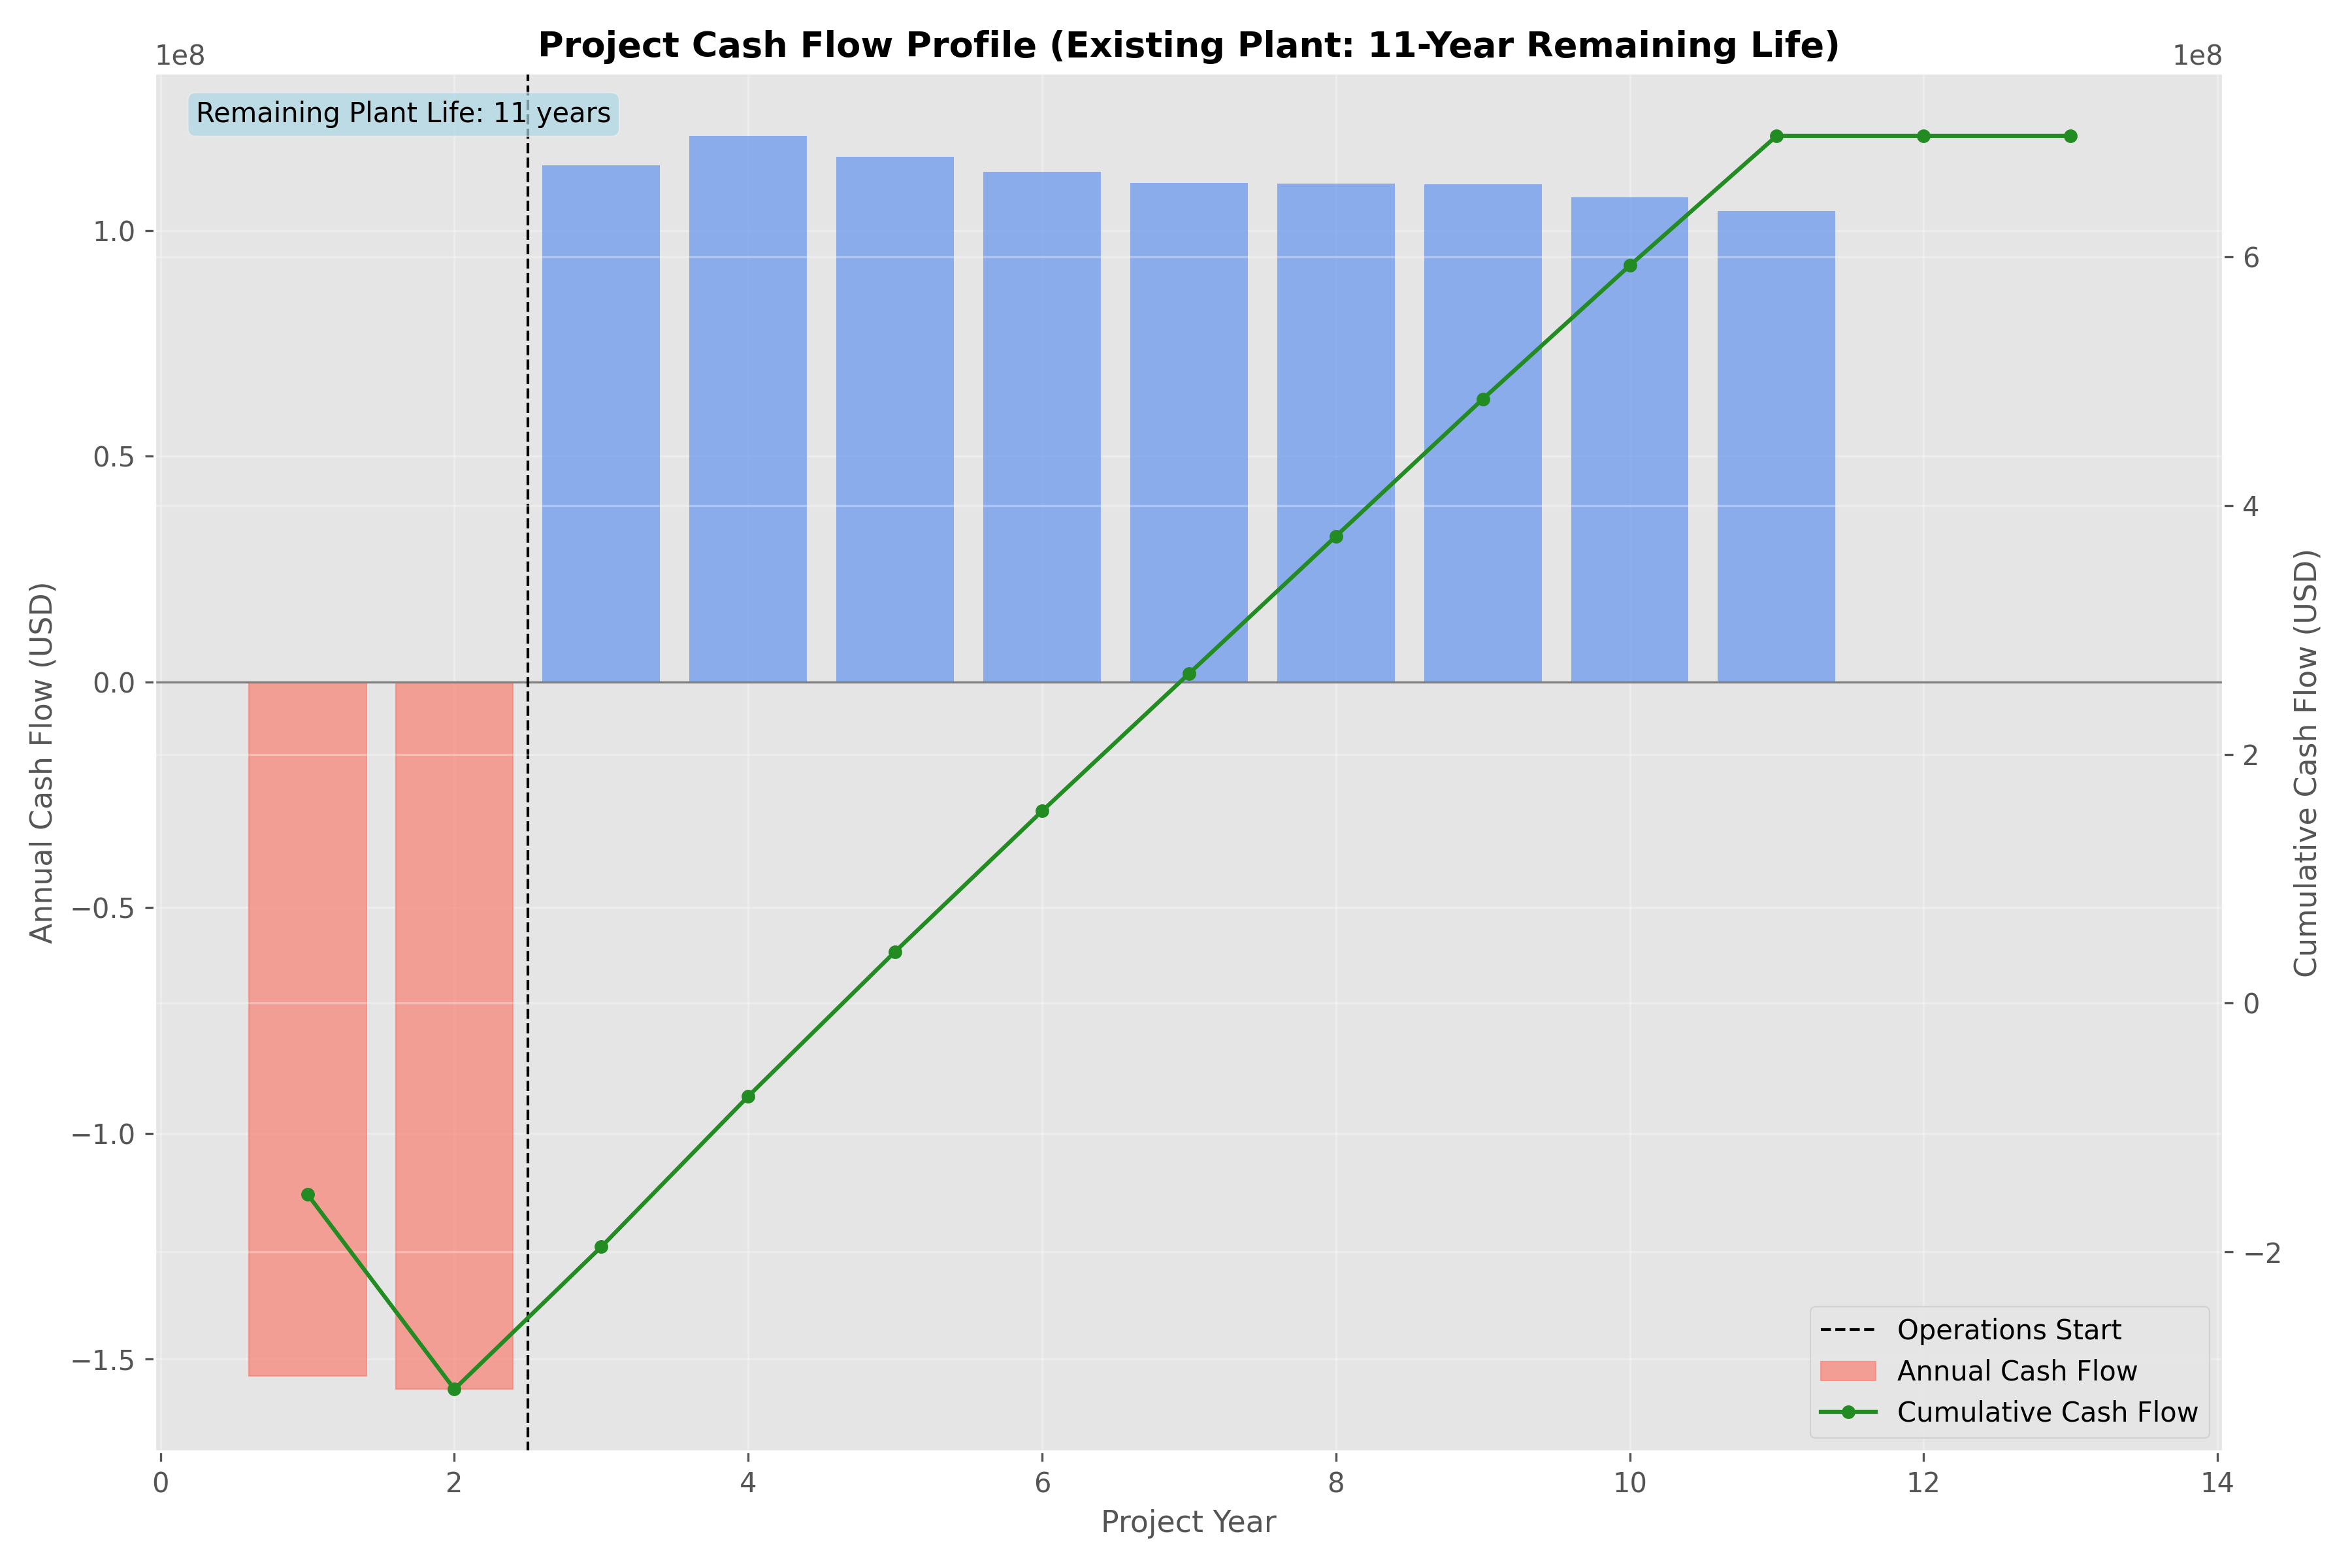 Project Cash Flow Profile (Existing Plant: 11-Year Remaining Life)
1e8
1e8
Remaining Plant Life: 11 years
Annual Cash Flow (USD)
1.0
0.5
0.0
−0.5
−1.0
−1.5
6
4
2
0
−2
Cumulative Cash Flow (USD)
Operations Start
Annual Cash Flow
Cumulative Cash Flow
0 2 4 6 8 10 12 14
Project Year